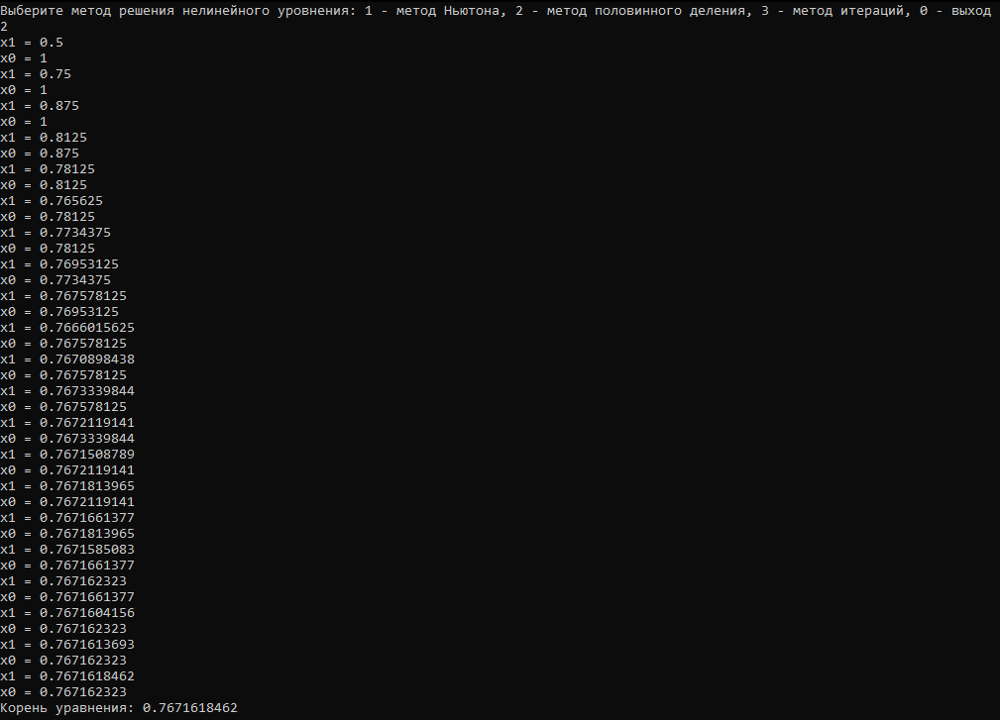 Выберите метод решения нелинейного уровнения: 1 - метод Ньютона, 2 - метод половинного деления, 3 - метод итераций, 0 - выход
2
x1 = 0.5
x0 = 1
x1 = 0.75
x0 = 1
x1 = 0.875
x0 = 1
x1 = 0.8125
x0 = 0.875
x1 = 0.78125
x0 = 0.8125
x1 = 0.765625
x0 = 0.78125
x1 = 0.7734375
x0 = 0.78125
x1 = 0.76953125
x0 = 0.7734375
x1 = 0.767578125
x0 = 0.76953125
x1 = 0.7666015625
x0 = 0.767578125
x1 = 0.7670898438
x0 = 0.767578125
x1 = 0.7673339844
x0 = 0.767578125
x1 = 0.7672119141
x0 = 0.7673339844
x1 = 0.7671508789
x0 = 0.7672119141
x1 = 0.7671813965
x0 = 0.7672119141
x1 = 0.7671661377
x0 = 0.7671813965
x1 = 0.7671585083
x0 = 0.7671661377
x1 = 0.767162323
x0 = 0.7671661377
x1 = 0.7671604156
x0 = 0.767162323
x1 = 0.7671613693
x0 = 0.767162323
x1 = 0.7671618462
x0 = 0.767162323
Корень уравнения: 0.7671618462